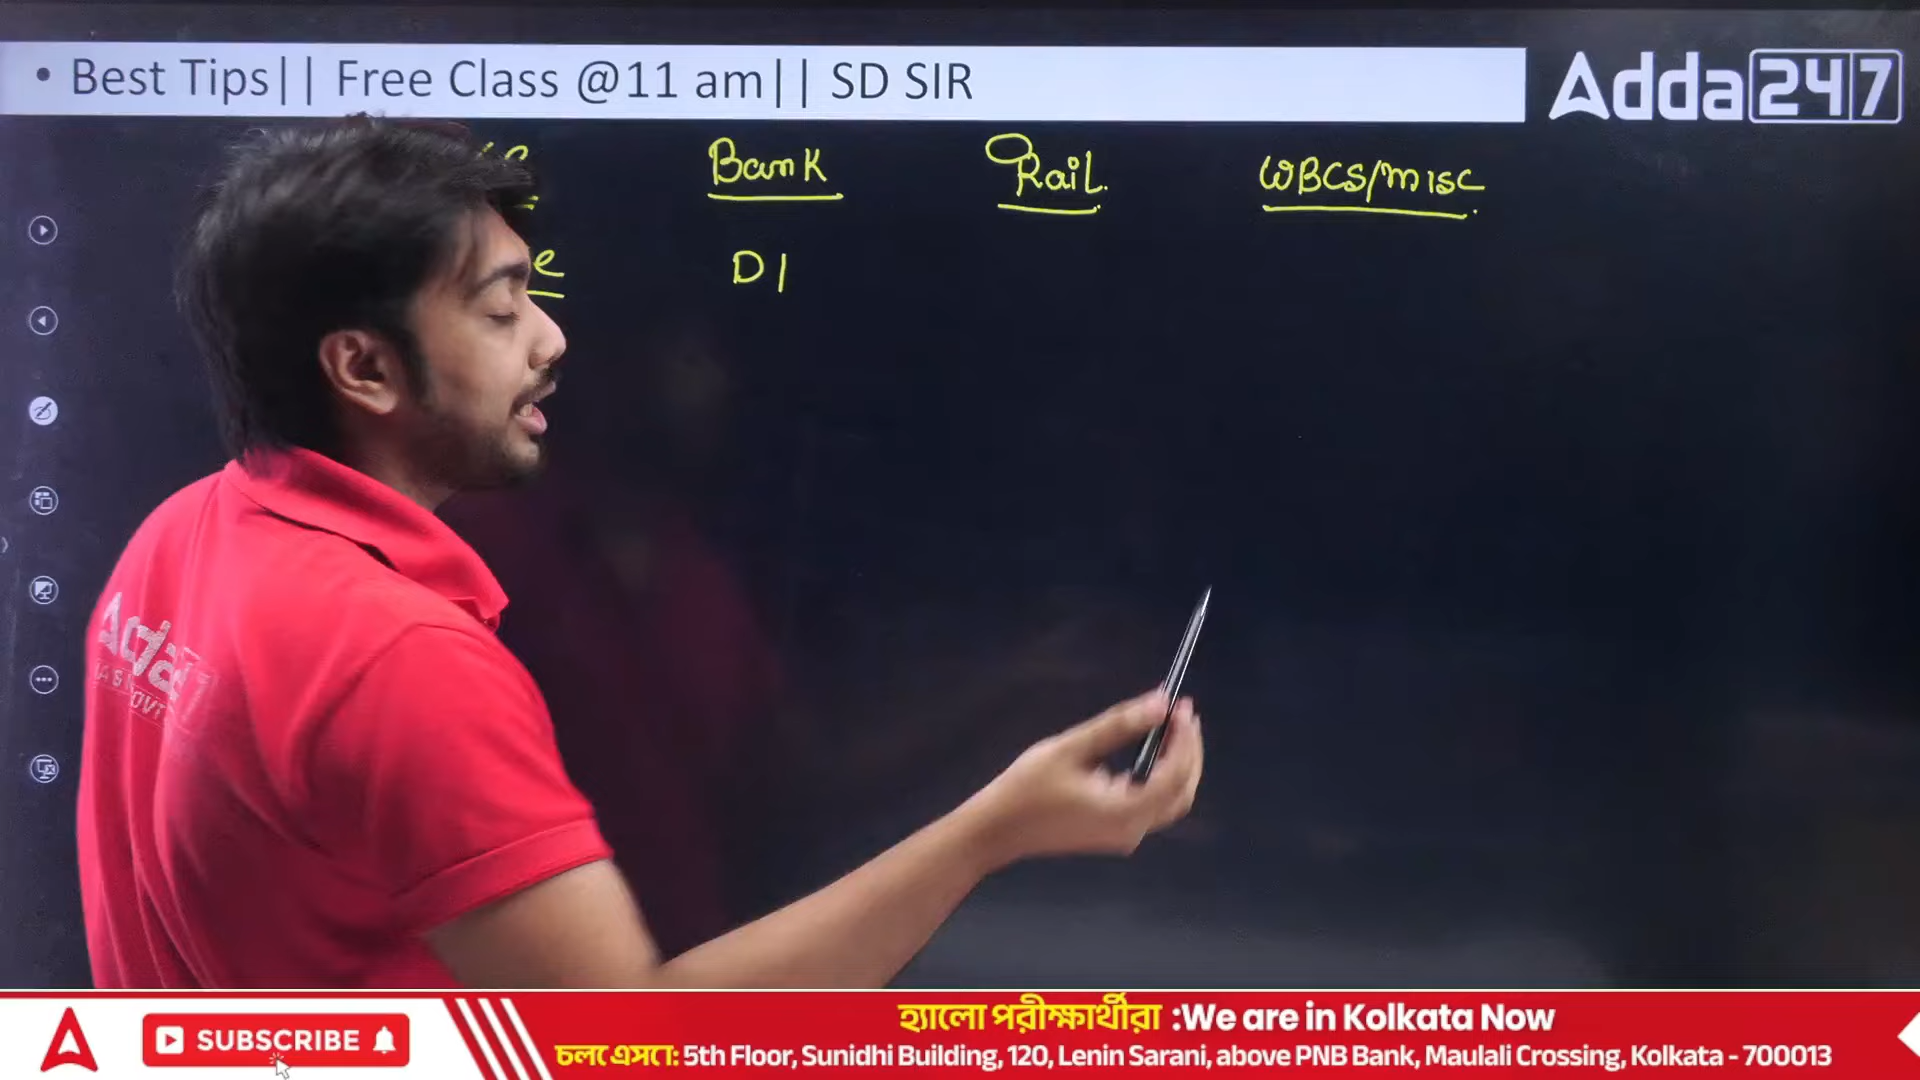 • Best Tips|| Free Class @11 am|| SD SIR
Adda247
Bank
Rail.
WBCS/MISC
DI
Adda
SUBSCRIBE
হ্যালো পরীক্ষার্থীরা :We are in Kolkata Now
চলে এসো: 5th Floor, Sunidhi Building, 120, Lenin Sarani, above PNB Bank, Maulali Crossing, Kolkata - 700013